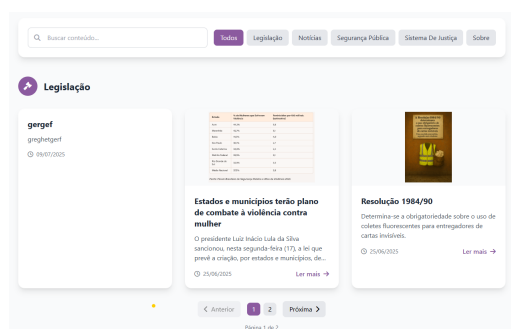 Buscar conteúdo...
Todos
Legislação
Notícias
Segurança Pública
Sistema De Justiça
Sobre
Legislação
gergef
greghetgerf
09/07/2025
Estados e municípios terão plano
de combate à violência contra
mulher
O presidente Luiz Inácio Lula da Silva
sancionou, nesta segunda-feira (17), a lei que
prevê a criação, por estados e municípios, de...
25/06/2025
Ler mais →
Resolução 1984/90
Determina-se a obrigatoriedade sobre o uso de
coletes fluorescentes para entregadores de
cartas invisíveis.
25/06/2025
Ler mais →
Anterior
1
2
Próxima
Página 1 de 2